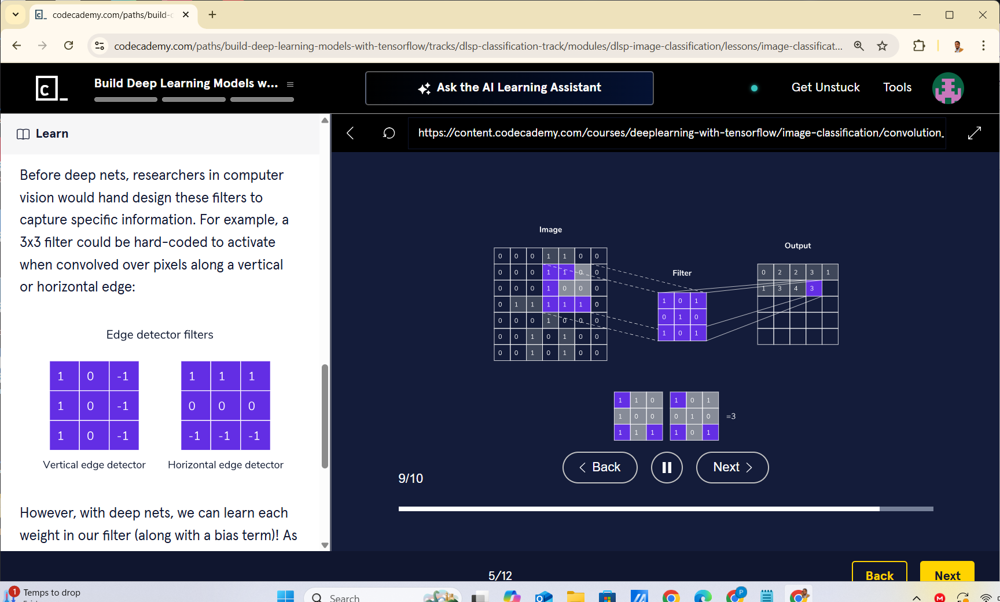 codecademy.com/paths/build-c
codecademy.com/paths/build-deep-learning-models-with-tensorflow/tracks/dlsp-classification-track/modules/dlsp-image-classification/lessons/image-classificat...
c_
Build Deep Learning Models w...
Ask the AI Learning Assistant
Get Unstuck
Tools
Learn
https://content.codecademy.com/courses/deeplearning-with-tensorflow/image-classification/convolution_
Before deep nets, researchers in computer
vision would hand design these filters to
capture specific information. For example, a
3x3 filter could be hard-coded to activate
when convolved over pixels along a vertical
or horizontal edge:
Edge detector filters
1 0 -1
1 0 -1
1 0 -1
Vertical edge detector
1 1 1
0 0 0
-1 -1 -1
Horizontal edge detector
However, with deep nets, we can learn each
weight in our filter (along with a bias term)! As
Image
0 0 0 1 1 0 0
0 0 0 1 1 0 0
0 0 0 1 0 0 0
0 1 1 1 1 1 0
0 0 0 1 0 0 0
0 0 1 0 1 0 0
0 0 1 0 1 0 0
Filter
1 0 1
0 1 0
1 0 1
Output
0 2 2 3 1
1 3 4 3
1 1 0
1 0 0
1 1 1
1 0 1
0 1 0
1 0 1
=3
Back
Next
9/10
5/12
Back
Next
1
Temps to drop
Search
P
M